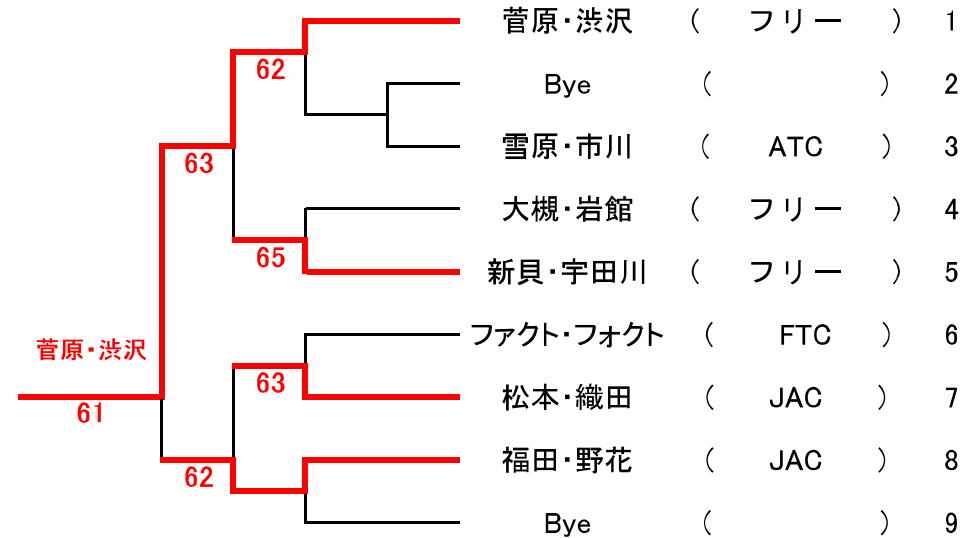 菅原・渋沢 ( フリー ) 1
62
Bye ( ) 2
雪原・市川 ( ATC ) 3
63
大槻・岩館 ( フリー ) 4
65
新貝・宇田川 ( フリー ) 5
ファクト・フォクト ( FTC ) 6
菅原・渋沢
63
松本・織田 ( JAC ) 7
61
福田・野花 ( JAC ) 8
62
Bye ( ) 9